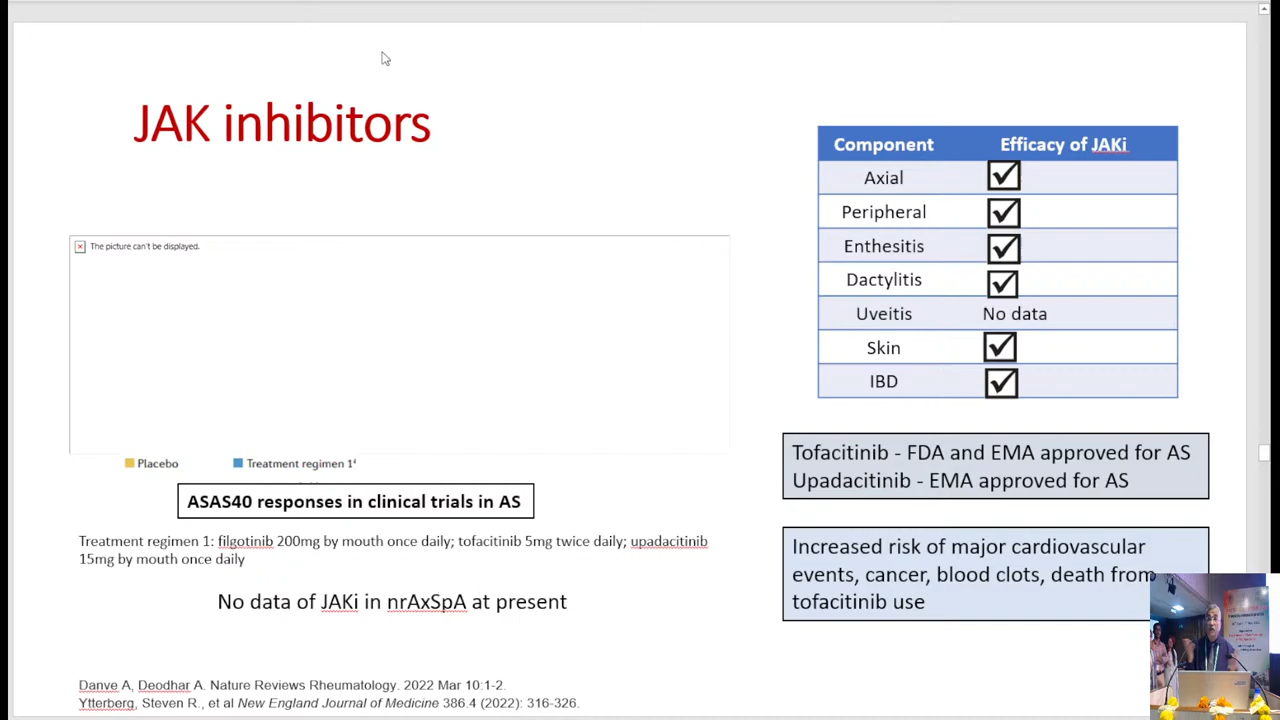 JAK inhibitors
The picture can't be displayed.
Placebo
Treatment regimen 1⁴
ASAS40 responses in clinical trials in AS
Treatment regimen 1: filgotinib 200mg by mouth once daily; tofacitinib 5mg twice daily; upadacitinib
15mg by mouth once daily
No data of JAKi in nrAxSpA at present
Danve A, Deodhar A. Nature Reviews Rheumatology. 2022 Mar 10:1-2.
Ytterberg, Steven R., et al New England Journal of Medicine 386.4 (2022): 316-326.
Component Efficacy of JAKi
Axial
Peripheral
Enthesitis
Dactylitis
Uveitis No data
Skin
IBD
Tofacitinib - FDA and EMA approved for AS
Upadacitinib - EMA approved for AS
Increased risk of major cardiovascular
events, cancer, blood clots, death from
tofacitinib use